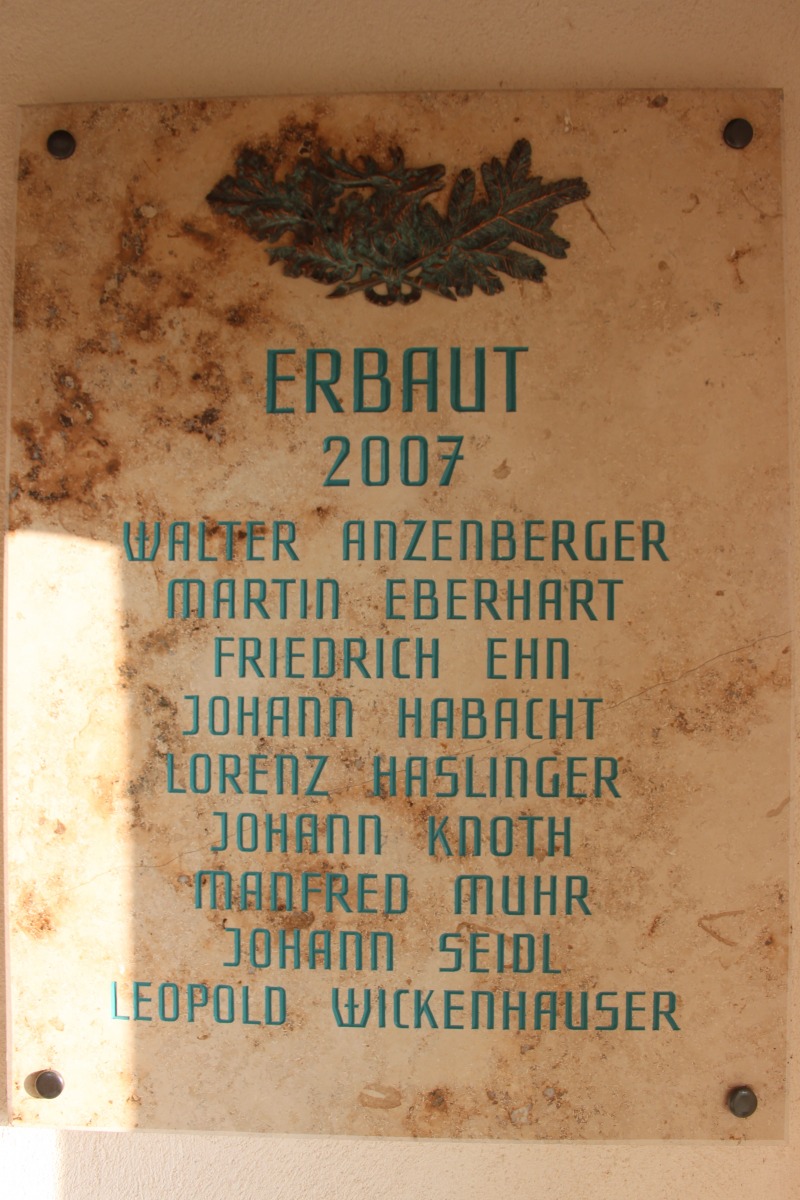 ERBAUT
2007
WALTER ANZENBERGER
MARTIN EBERHART
FRIEDRICH EHN
JOHANN HABACHT
LORENZ HASLINGER
JOHANN KNOTH
MANFRED MUHR
JOHANN SEIDL
LEOPOLD WICKENHAUSER